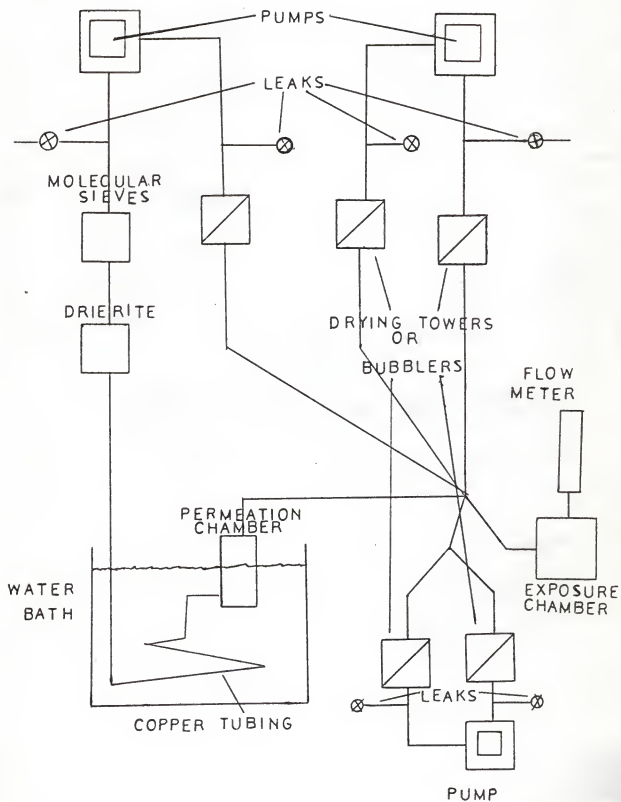 PUMPS
LEAKS
MOLECULAR
SIEVES
DRIERITE
DRYING TOWERS
OR
BUBBLERS
FLOW
METER
PERMEATION
CHAMBER
WATER
BATH
EXPOSURE
CHAMBER
LEAKS
COPPER TUBING
PUMP